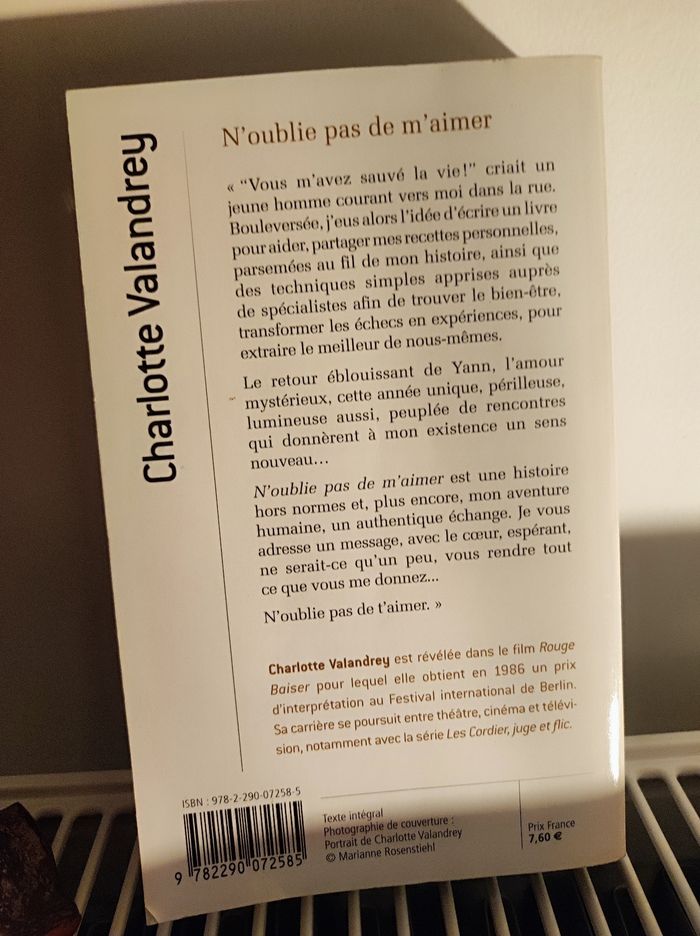 Charlotte Valandrey
N'oublie pas de m'aimer
« “Vous m'avez sauvé la vie!” criait un
jeune homme courant vers moi dans la rue.
Bouleversée, j'eus alors l'idée d'écrire un livre
pour aider, partager mes recettes personnelles,
parsemées au fil de mon histoire, ainsi que
des techniques simples apprises auprès
de spécialistes afin de trouver le bien-être,
transformer les échecs en expériences, pour
extraire le meilleur de nous-mêmes.
Le retour éblouissant de Yann, l'amour
mystérieux, cette année unique, périlleuse,
lumineuse aussi, peuplée de rencontres
qui donnèrent à mon existence un sens
nouveau...
N'oublie pas de m'aimer est une histoire
hors normes et, plus encore, mon aventure
humaine, un authentique échange. Je vous
adresse un message, avec le cœur, espérant,
ne serait-ce qu'un peu, vous rendre tout
ce que vous me donnez...
N'oublie pas de t'aimer. »
Charlotte Valandrey est révélée dans le film Rouge
Baiser pour lequel elle obtient en 1986 un prix
d'interprétation au Festival international de Berlin.
Sa carrière se poursuit entre théâtre, cinéma et télévi-
sion, notamment avec la série Les Cordier, juge et flic.
ISBN : 978-2-290-07258-5
9 782290 072585
Texte intégral
Photographie de couverture :
Portrait de Charlotte Valandrey
© Marianne Rosenstiehl
Prix France
7,60 €